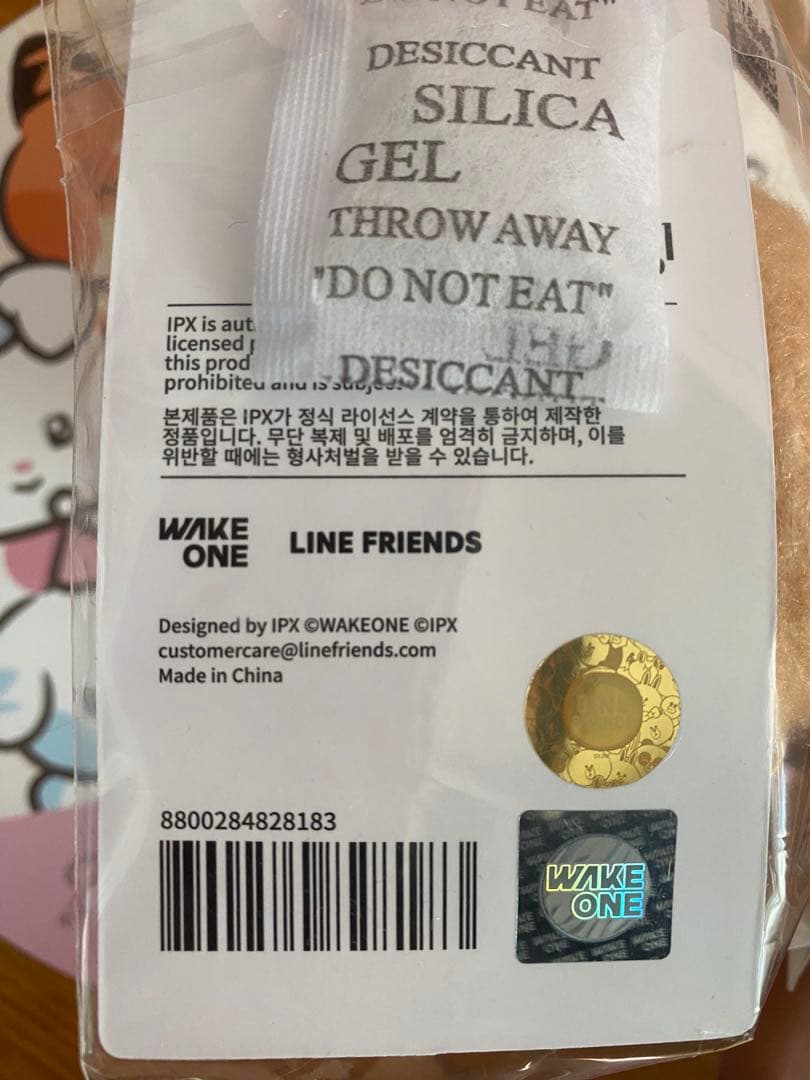 DO NOT EAT"
DESICCANT
SILICA
GEL
THROW AWAY
"DO NOT EAT"
DESICCANT
IPX is aut
licensed
this prod
prohibited and is subjec
본제품은 IPX가 정식 라이선스 계약을 통하여 제작한
정품입니다. 무단 복제 및 배포를 엄격히 금지하며, 이를
위반할 때에는 형사처벌을 받을 수 있습니다.
WAKE
ONE
LINE FRIENDS
Designed by IPX ©WAKEONE ©IPX
customercare@linefriends.com
Made in China
8800284828183
WAKE
ONE